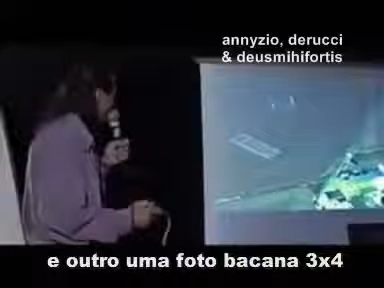 annyzio, derucci
& deusmihifortis
e outro uma foto bacana 3x4